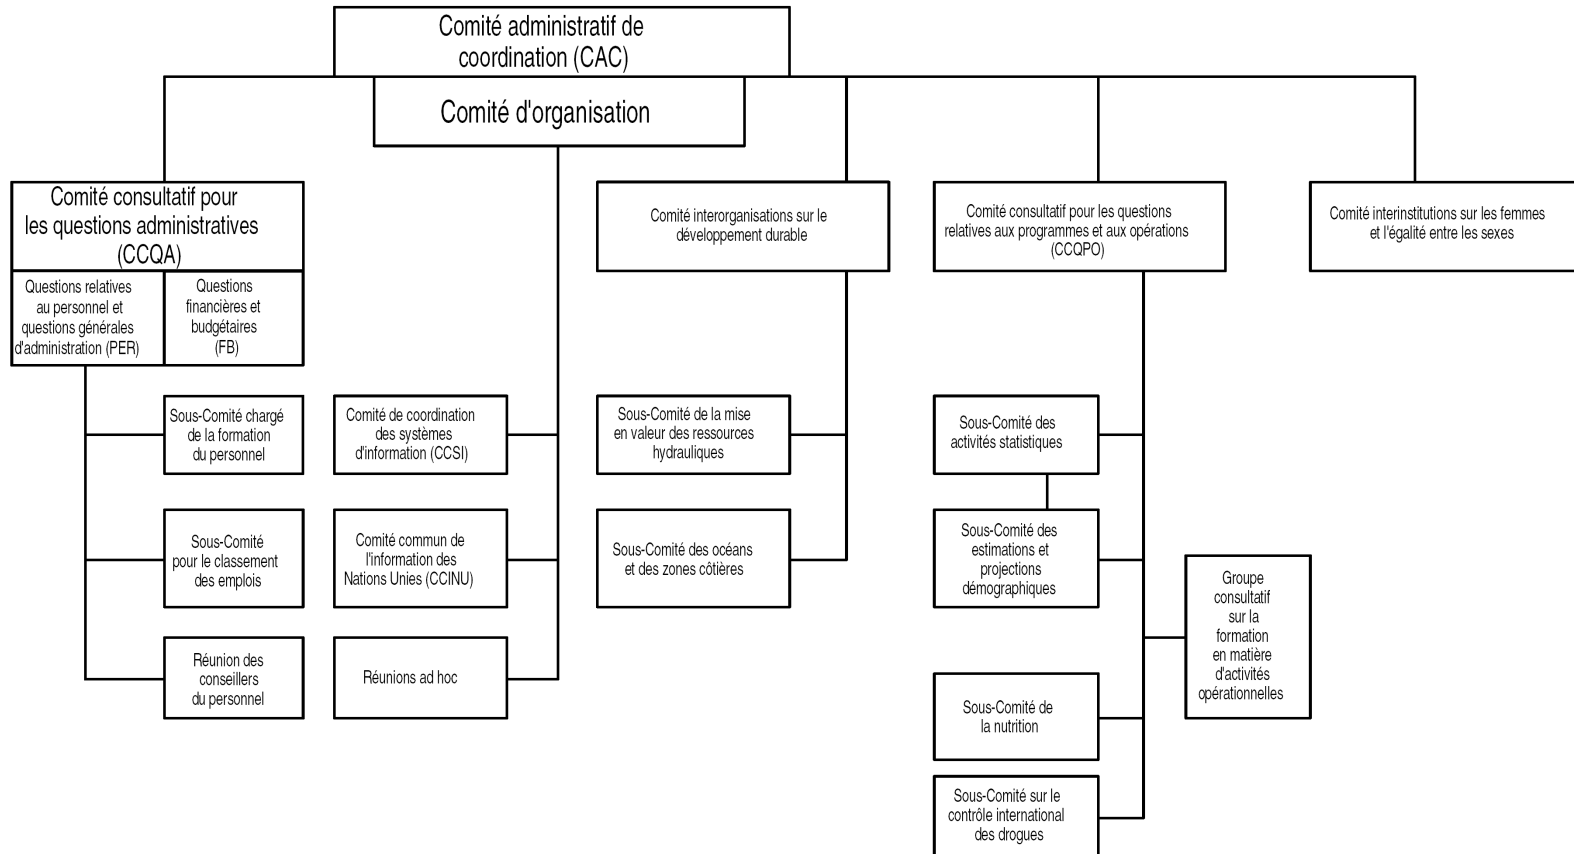 Comité administratif de
coordination (CAC)
Comité d'organisation
Comité consultatif pour
les questions administratives
(CCQA)
Questions relatives
au personnel et
questions générales
d'administration (PER)
Questions
financières et
budgétaires
(FB)
Sous-Comité chargé
de la formation
du personnel
Sous-Comité
pour le classement
des emplois
Réunion des
conseillers
du personnel
Comité de coordination
des systèmes
d'information (CCSI)
Comité commun de
l'information des
Nations Unies (CCINU)
Réunions ad hoc
Comité interorganisations sur le
développement durable
Sous-Comité de la mise
en valeur des ressources
hydrauliques
Sous-Comité des océans
et des zones côtières
Comité consultatif pour les questions
relatives aux programmes et aux opérations
(CCQPO)
Sous-Comité des
activités statistiques
Sous-Comité des
estimations et
projections
démographiques
Sous-Comité de
la nutrition
Sous-Comité sur le
contrôle international
des drogues
Groupe
consultatif
sur la
formation
en matière
d'activités
opérationnelles
Comité interinstitutions sur les femmes
et l'égalité entre les sexes